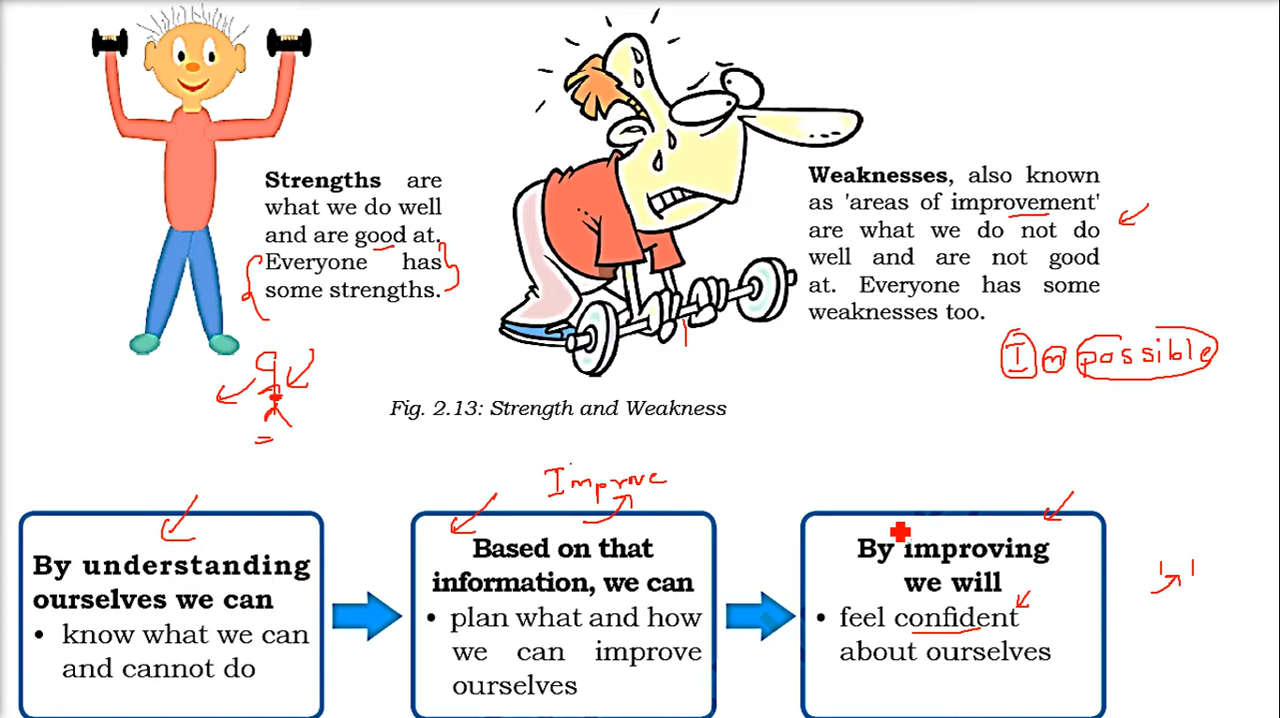 Strengths are
what we do well
and are good at.
Everyone has
some strengths.
Weaknesses, also known
as 'areas of improvement'
are what we do not do
well and are not good
at. Everyone has some
weaknesses too.
I m possible
Fig. 2.13: Strength and Weakness
Improve
By understanding
ourselves we can
• know what we can
and cannot do
Based on that
information, we can
• plan what and how
we can improve
ourselves
By improving
we will
• feel confident
about ourselves